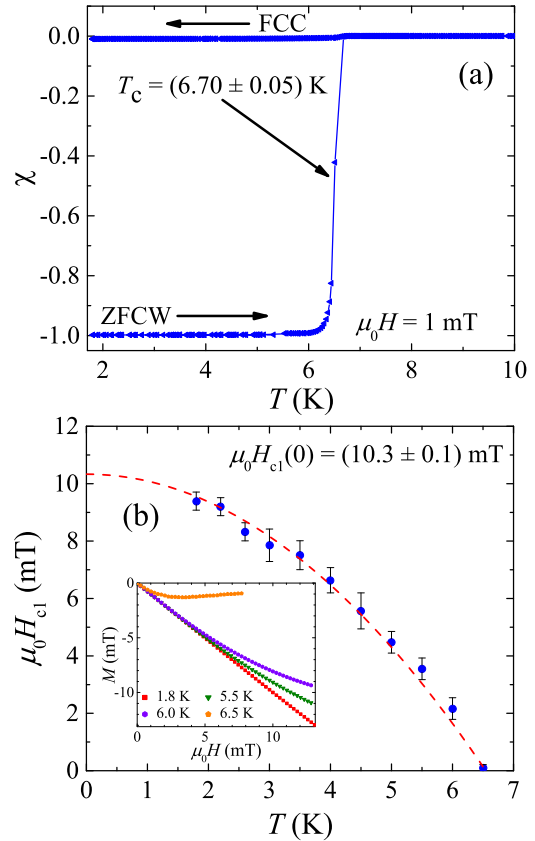 FCC
0.0
(a)
T_c = (6.70 ± 0.05) K
-0.2
-0.4
χ
-0.6
-0.8
ZFCW
μ₀H = 1 mT
-1.0
2 4 6 8 10
T (K)
12
μ₀H_c1(0) = (10.3 ± 0.1) mT
10
(b)
8
μ₀H_c1 (mT)
6
4
2
0
0
-5
-10
M (mT)
1.8 K 5.5 K
6.0 K 6.5 K
0 5 10
μ₀H (mT)
0 1 2 3 4 5 6 7
T (K)